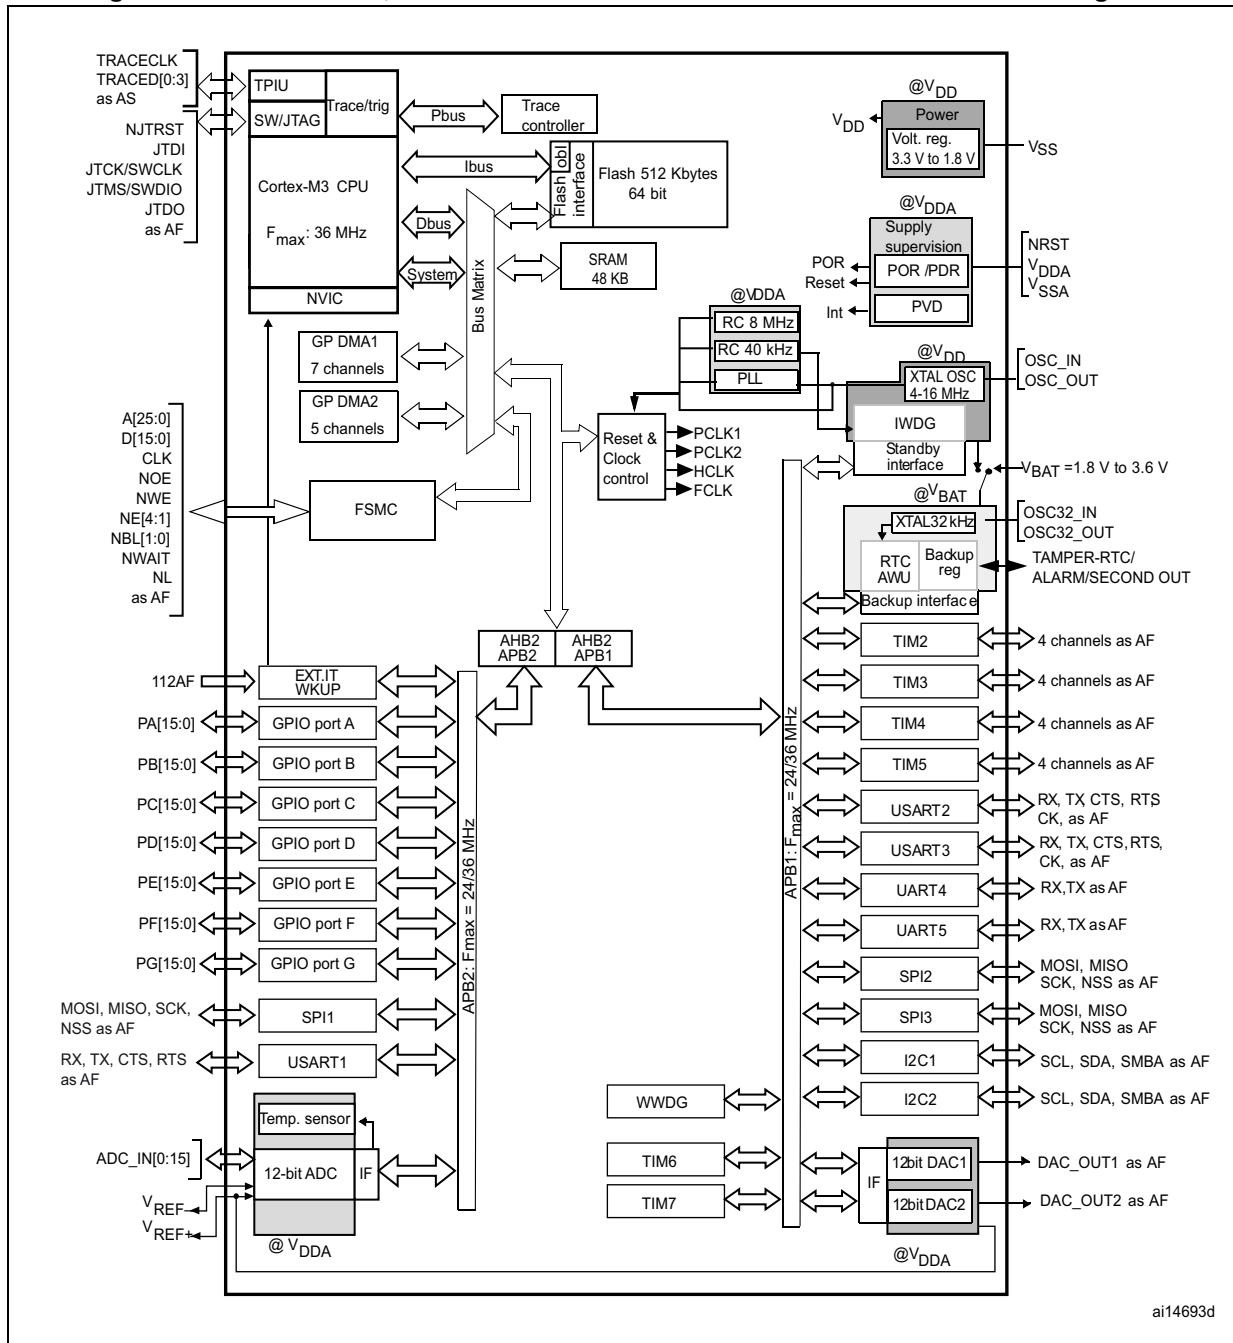 TRACECLK
TRACED[0:3]
as AS
NJTRST
JTDI
JTCK/SWCLK
JTMS/SWDIO
JTDO
as AF
TPIU
SW/JTAG
Trace/trig
Pbus
Trace
controller
Cortex-M3 CPU
Fmax: 36 MHz
NVIC
Ibus
Dbus
System
Flash obl
interface
Flash 512 Kbytes
64 bit
SRAM
48 KB
Bus Matrix
GP DMA1
7 channels
GP DMA2
5 channels
A[25:0]
D[15:0]
CLK
NOE
NWE
NE[4:1]
NBL[1:0]
NWAIT
NL
as AF
FSMC
@VDD
Power
VDD
Volt. reg.
3.3 V to 1.8 V
VSS
@VDDA
Supply
supervision
POR
Reset
Int
POR /PDR
PVD
NRST
VDDA
VSSA
@VDDA
RC 8 MHz
RC 40 kHz
PLL
@VDD
XTAL OSC
4-16 MHz
OSC_IN
OSC_OUT
IWDG
Standby
interface
Reset &
Clock
control
PCLK1
PCLK2
HCLK
FCLK
VBAT =1.8 V to 3.6 V
@VBAT
XTAL32 kHz
OSC32_IN
OSC32_OUT
RTC
AWU
Backup
reg
TAMPER-RTC/
ALARM/SECOND OUT
Backup interface
AHB2
APB2
AHB2
APB1
112AF
EXT.IT
WKUP
PA[15:0]
GPIO port A
PB[15:0]
GPIO port B
PC[15:0]
GPIO port C
PD[15:0]
GPIO port D
PE[15:0]
GPIO port E
PF[15:0]
GPIO port F
PG[15:0]
GPIO port G
MOSI, MISO, SCK,
NSS as AF
SPI1
RX, TX, CTS, RTS
as AF
USART1
Temp. sensor
ADC_IN[0:15]
12-bit ADC
IF
VREF-
VREF+
@ VDDA
APB2: Fmax = 24/36 MHz
APB1: Fmax = 24/36 MHz
TIM2
4 channels as AF
TIM3
4 channels as AF
TIM4
4 channels as AF
TIM5
4 channels as AF
USART2
RX, TX, CTS, RTS,
CK, as AF
USART3
RX, TX, CTS, RTS,
CK, as AF
UART4
RX,TX as AF
UART5
RX, TX as AF
SPI2
MOSI, MISO
SCK, NSS as AF
SPI3
MOSI, MISO
SCK, NSS as AF
I2C1
SCL, SDA, SMBA as AF
I2C2
SCL, SDA, SMBA as AF
WWDG
TIM6
TIM7
IF
12bit DAC1
DAC_OUT1 as AF
12bit DAC2
DAC_OUT2 as AF
@VDDA
ai14693d